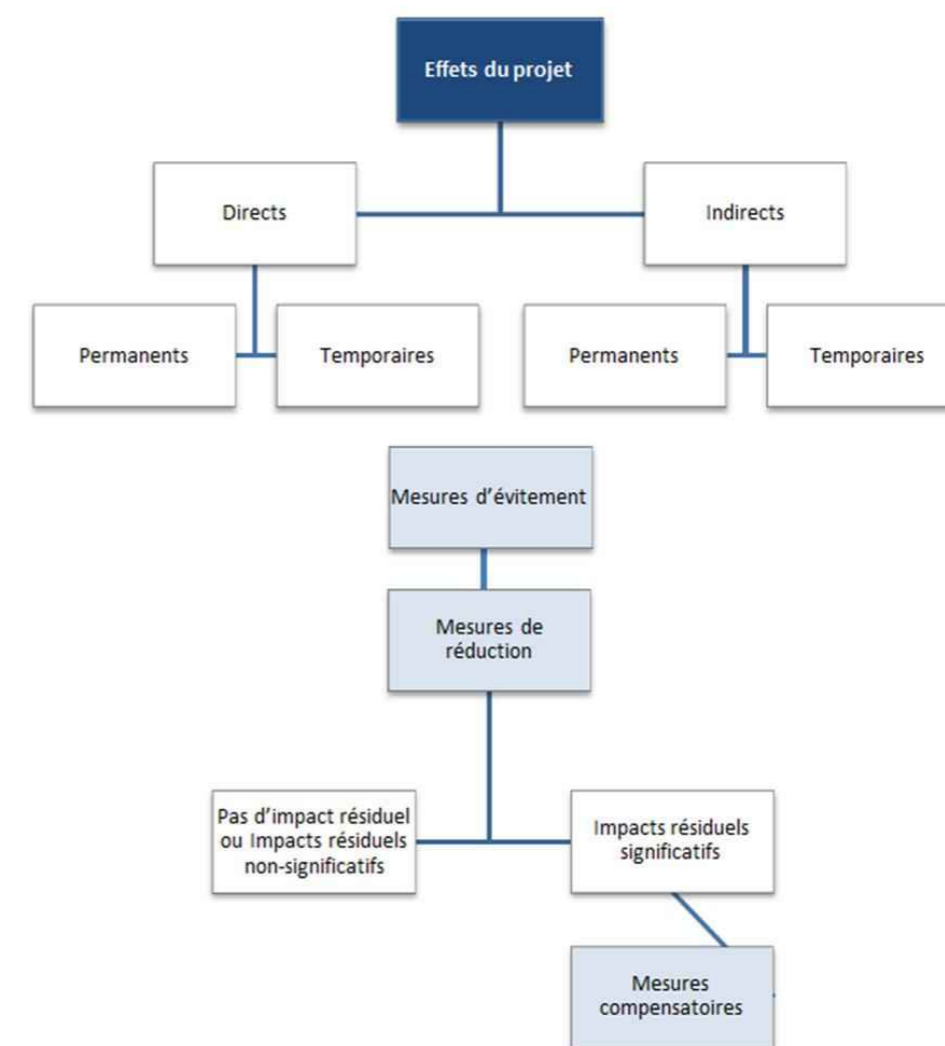 Effets du projet
Directs
Indirects
Permanents
Temporaires
Permanents
Temporaires
Mesures d'évitement
Mesures de
réduction
Pas d'impact résiduel
ou Impacts résiduels
non-significatifs
Impacts résiduels
significatifs
Mesures
compensatoires